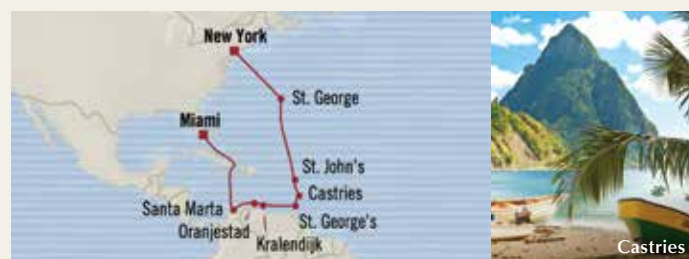 New York
St. George
Miami
St. John's
Castries
Santa Marta
St. George's
Oranjestad
Kralendijk
Castries